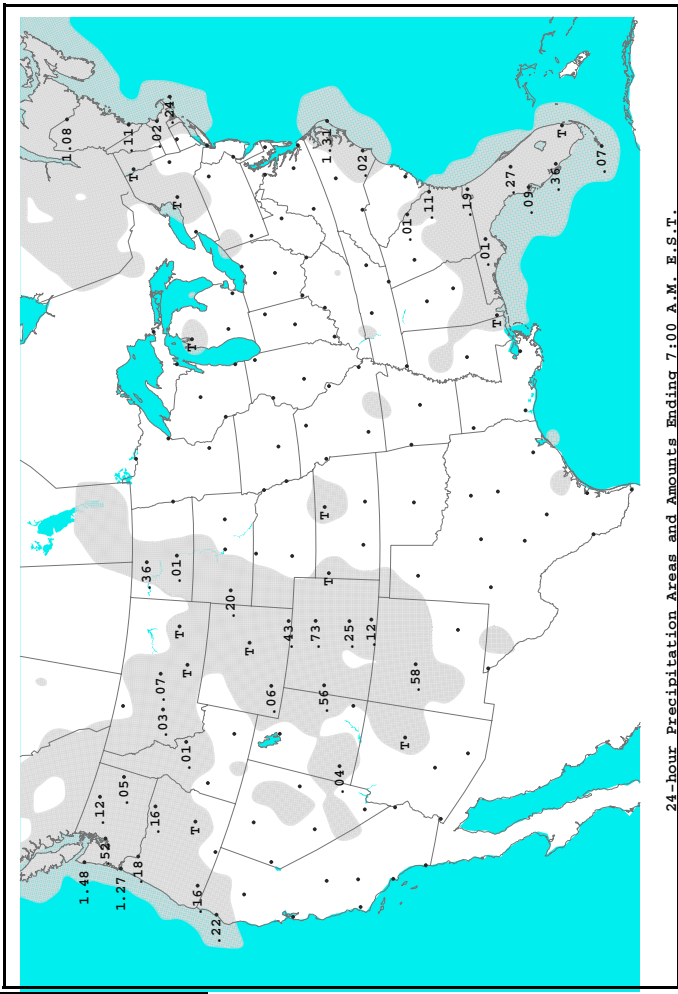 1.08
1.48
.12
.52
1.27
.05
.11
T
.18
.36
.16
.02
.07
.03
.24
.01
T
T
.01
T
T
T
.16
.22
.20
T
.06
.43
.73
.56
T
1.31
T
.04
.25
.02
.12
T
.01
.58
.11
.19
.01
T
.27
.09
.36
T
.07
24-hour Precipitation Areas and Amounts Ending 7:00 A.M. E.S.T.